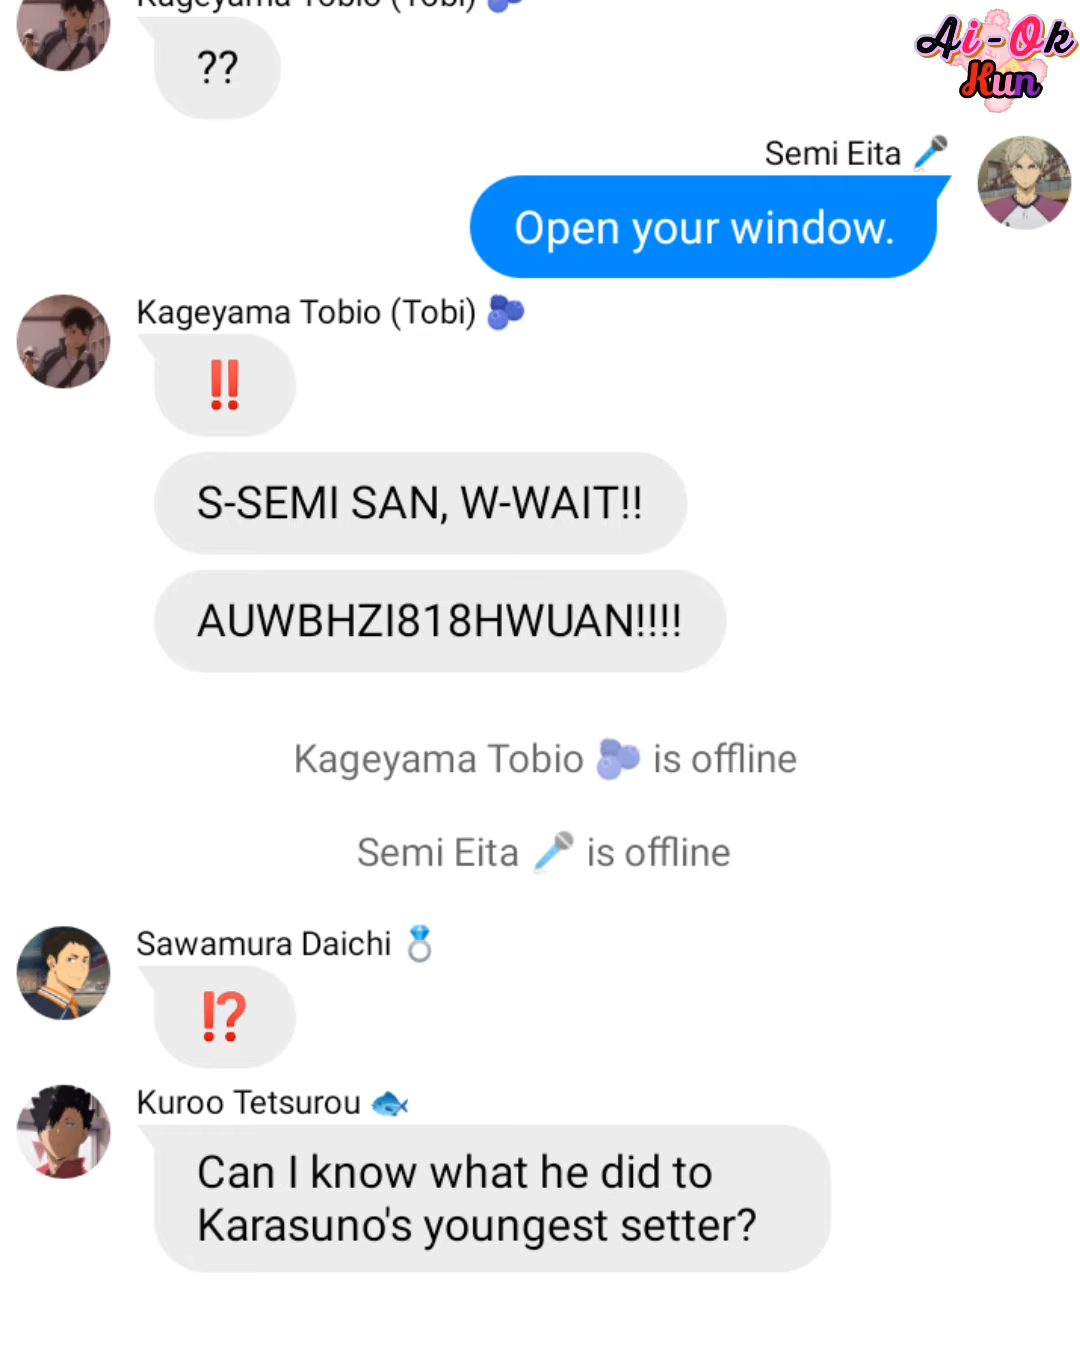 Kageyama Tobio (Tobi) 🫐
Ai-Ok
Kun
??
Semi Eita 🎤
Open your window.
Kageyama Tobio (Tobi) 🫐
‼️
S-SEMI SAN, W-WAIT!!
AUWBHZI818HWUAN!!!!
Kageyama Tobio 🫐 is offline
Semi Eita 🎤 is offline
Sawamura Daichi 💍
⁉️
Kuroo Tetsurou 🐟
Can I know what he did to
Karasuno's youngest setter?